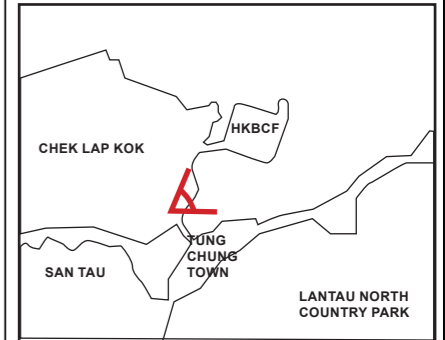 HKBCF
CHEK LAP KOK
TUNG
CHUNG
TOWN
SAN TAU
LANTAU NORTH
COUNTRY PARK